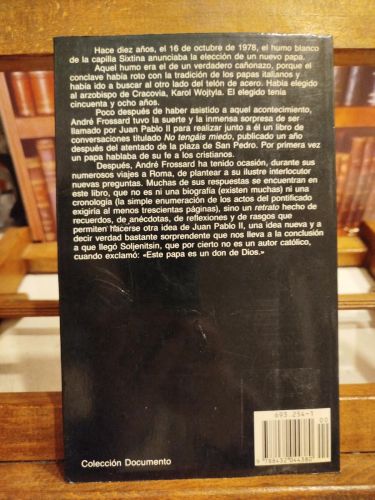 Hace diez años, el 16 de octubre de 1978, el humo blanco
de la capilla Sixtina anunciaba la elección de un nuevo papa.
Aquel humo era el de un verdadero cañonazo, porque el
conclave había roto con la tradición de los papas italianos y
había ido a buscar al otro lado del telón de acero. Había elegido
al arzobispo de Cracovia, Karol Wojtyla. El elegido tenía
cincuenta y ocho años.
Poco después de haber asistido a aquel acontecimiento,
André Frossard tuvo la suerte y la inmensa sorpresa de ser
llamado por Juan Pablo II para realizar junto a él un libro de
conversaciones titulado No tengáis miedo, publicado un año
después del atentado de la plaza de San Pedro. Por primera vez
un papa hablaba de su fe a los cristianos.
Después, André Frossard ha tenido ocasión, durante sus
numerosos viajes a Roma, de plantear a su ilustre interlocutor
nuevas preguntas. Muchas de sus respuestas se encuentran en
este libro, que no es ni una biografía (existen muchas) ni una
cronología (la simple enumeración de los actos del pontificado
exigiría al menos trescientas páginas), sino un retrato hecho de
recuerdos, de anécdotas, de reflexiones y de rasgos que
permiten hacerse otra idea de Juan Pablo II, una idea nueva y a
decir verdad bastante sorprendente que nos lleva a la conclusión
a que llegó Soljenitsin, que por cierto no es un autor católico,
cuando exclamó: «Este papa es un don de Dios.»
693 254-1
00
9 788432 044380
Colección Documento